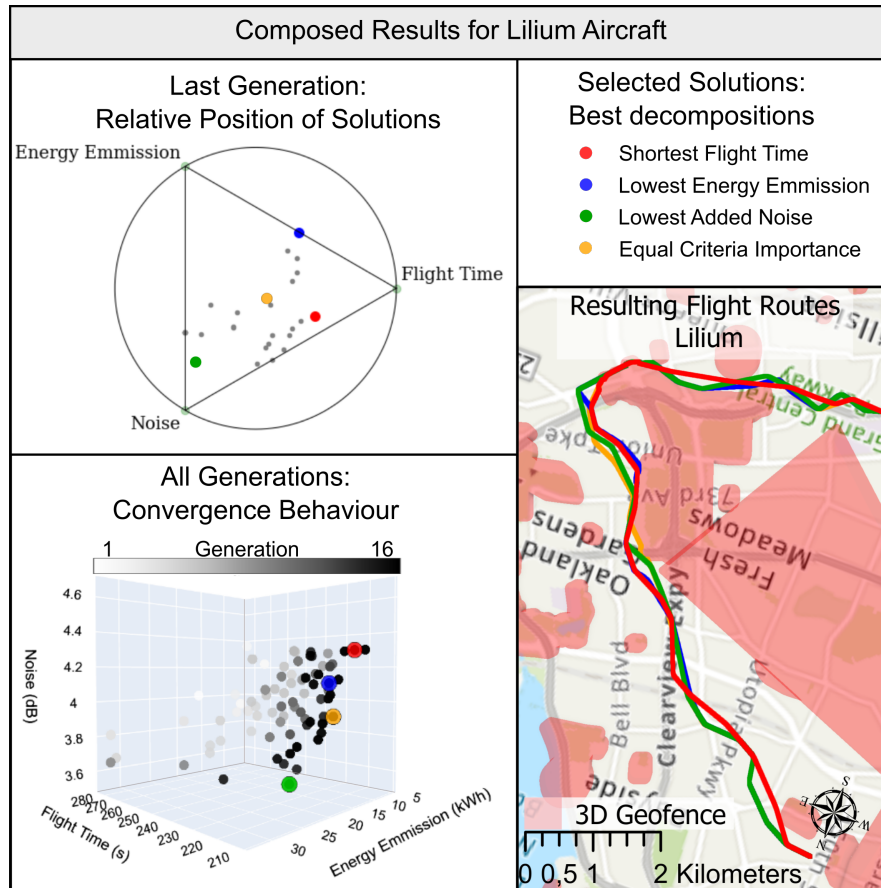 Composed Results for Lilium Aircraft
Last Generation:
Relative Position of Solutions
Energy Emmission
Flight Time
Noise
Selected Solutions:
Best decompositions
Shortest Flight Time
Lowest Energy Emmission
Lowest Added Noise
Equal Criteria Importance
All Generations:
Convergence Behaviour
1 Generation 16
4.6
4.4
4.2
4
3.8
3.6
Noise (dB)
280
270
260
250
240
230
220
210
Flight Time (s)
30
25
20
15
10
5
Energy Emmission (kWh)
Resulting Flight Routes
Lilium
Grand Central
Parkway
Union Tpke
73rd Av
Fresh
Meadows
Oakland
Gardens
Clearview Expy
Bell Blvd
Utopia Pkwy
S
W
E
N
3D Geofence
0 0,5 1 2 Kilometers